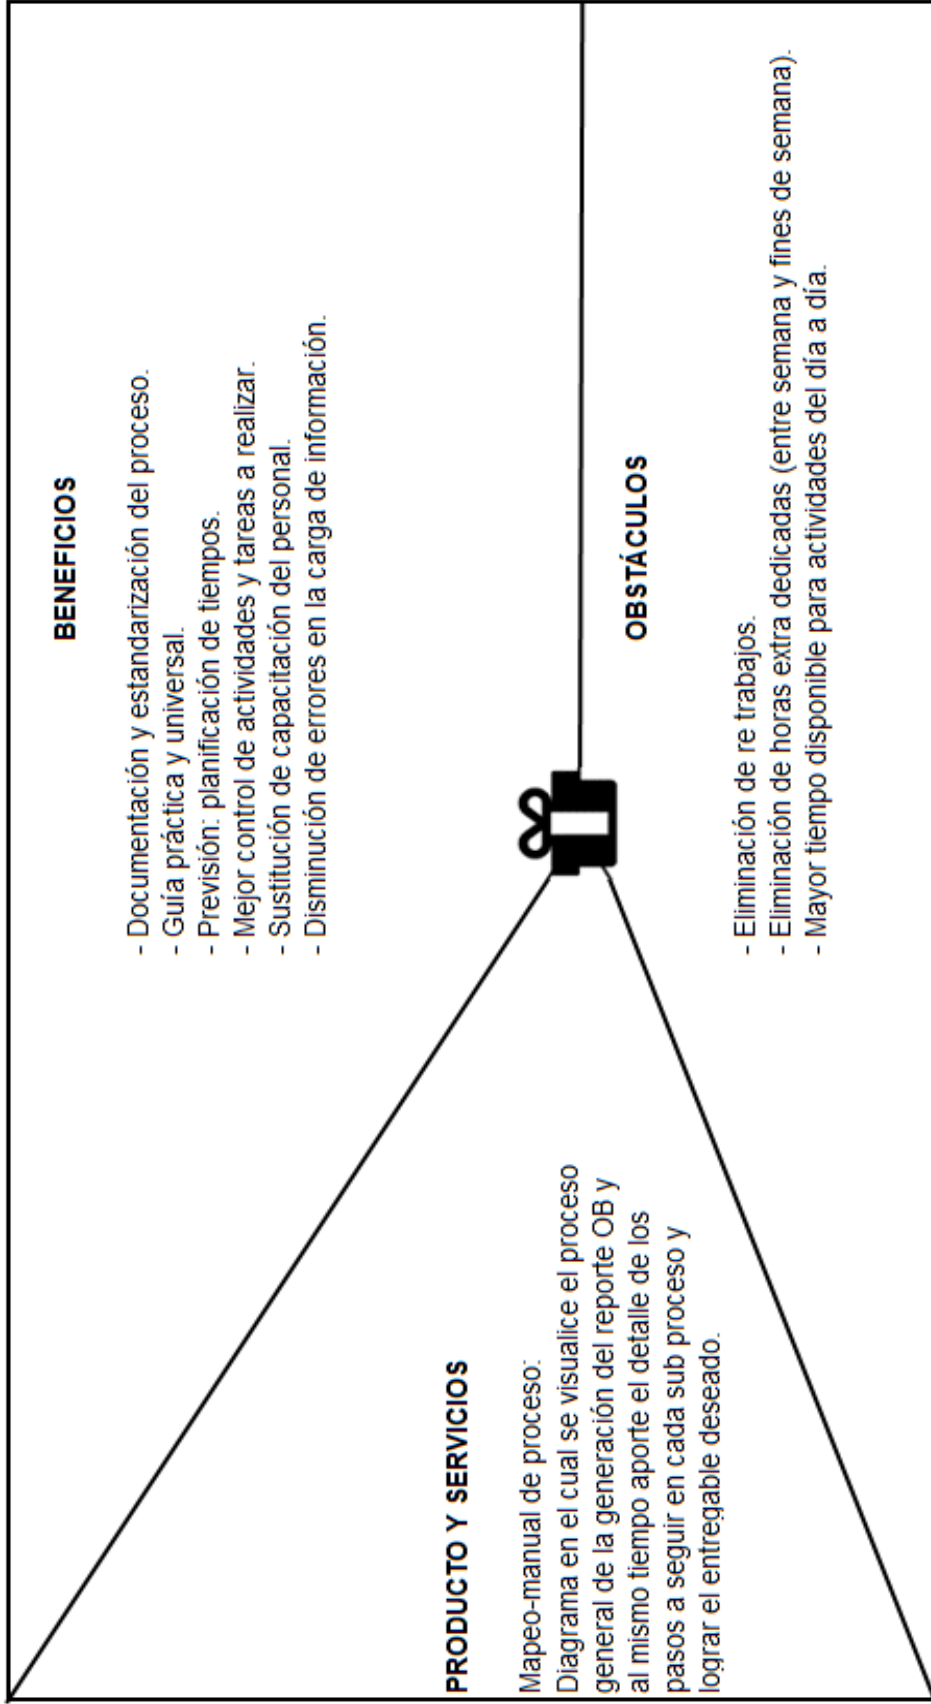 PRODUCTO Y SERVICIOS
Mapeo-manual de proceso:
Diagrama en el cual se visualice el proceso
general de la generación del reporte OB y
al mismo tiempo aporte el detalle de los
pasos a seguir en cada sub proceso y
lograr el entregable deseado.
BENEFICIOS
- Documentación y estandarización del proceso.
- Guía práctica y universal.
- Previsión: planificación de tiempos.
- Mejor control de actividades y tareas a realizar.
- Sustitución de capacitación del personal.
- Disminución de errores en la carga de información.
OBSTÁCULOS
- Eliminación de re trabajos.
- Eliminación de horas extra dedicadas (entre semana y fines de semana).
- Mayor tiempo disponible para actividades del día a día.